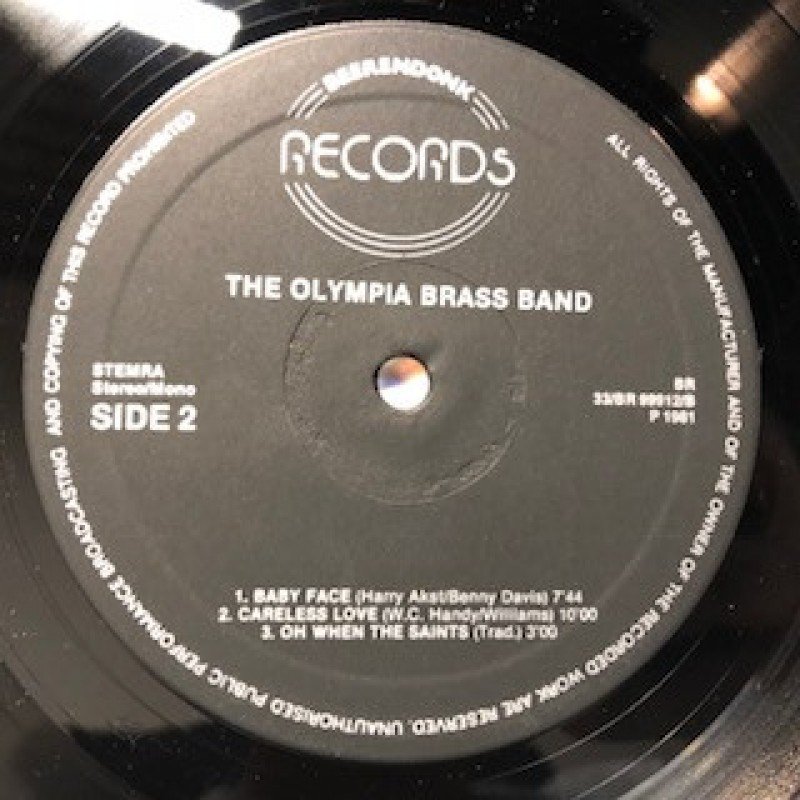 BEERENDONK
RECORDS
THE OLYMPIA BRASS BAND
STEMRA
Stereo/Mono
SIDE 2
BR
33/BR 99912/B
P 1981
1. BABY FACE (Harry Akst/Benny Davis) 7'44
2. CARELESS LOVE (W.C. Handy/Williams) 10'00
3. OH WHEN THE SAINTS (Trad.) 3'00
ALL RIGHTS OF THE MANUFACTURER AND OF THE OWNER OF THE RECORDED WORK ARE RESERVED. UNAUTHORISED PUBLIC PERFORMANCE BROADCASTING AND COPYING OF THIS RECORD PROHIBITED